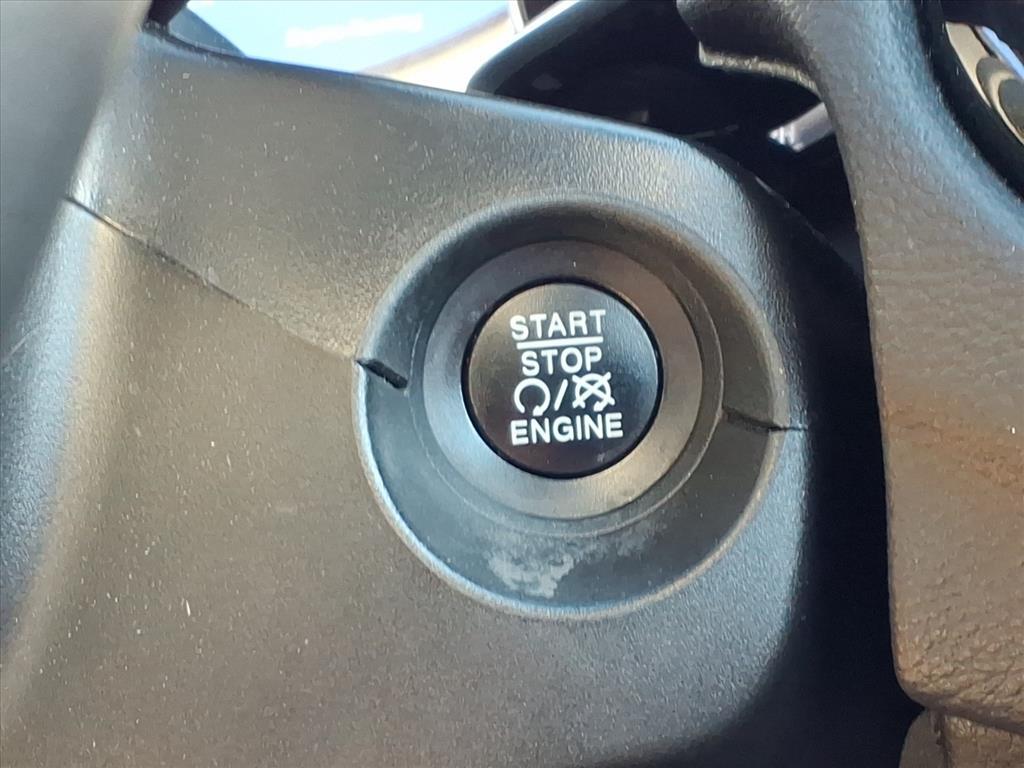 START
STOP
/
ENGINE